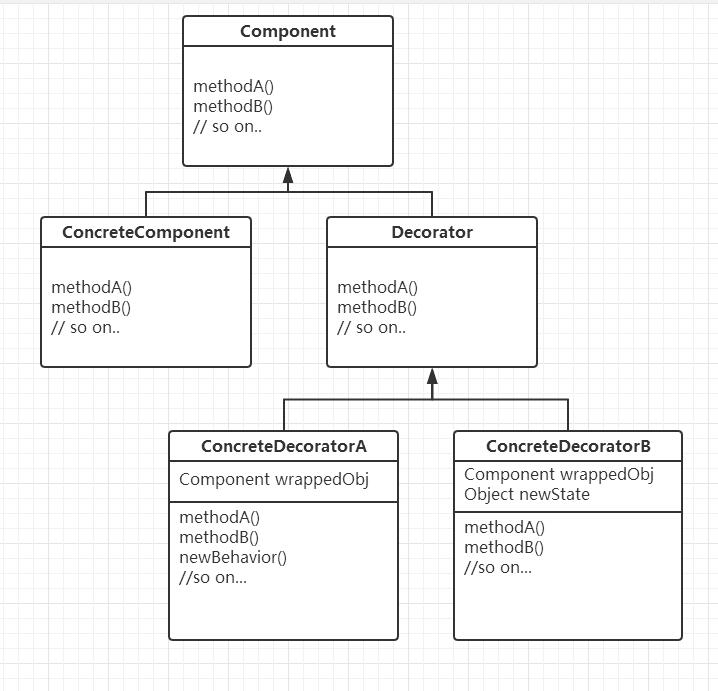 Component
methodA()
methodB()
// so on..
ConcreteComponent
methodA()
methodB()
// so on..
Decorator
methodA()
methodB()
// so on..
ConcreteDecoratorA
Component wrappedObj
methodA()
methodB()
newBehavior()
//so on...
ConcreteDecoratorB
Component wrappedObj
Object newState
methodA()
methodB()
//so on...